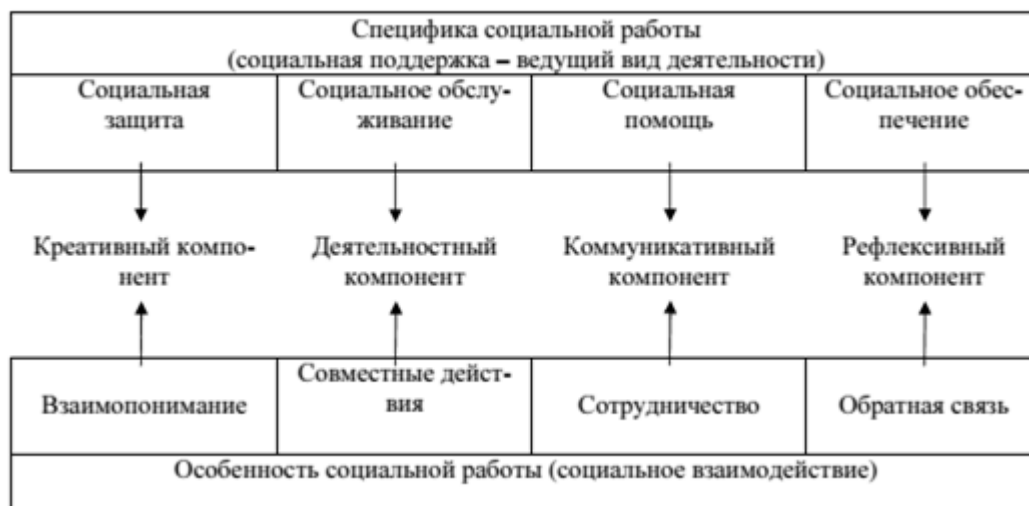 Специфика социальной работы
(социальная поддержка – ведущий вид деятельности)
Социальная
защита
Социальное обслу-
живание
Социальная
помощь
Социальное обес-
печение
Креативный компо-
нент
Деятельностный
компонент
Коммуникативный
компонент
Рефлексивный
компонент
Взаимопонимание
Совместные дейст-
вия
Сотрудничество
Обратная связь
Особенность социальной работы (социальное взаимодействие)